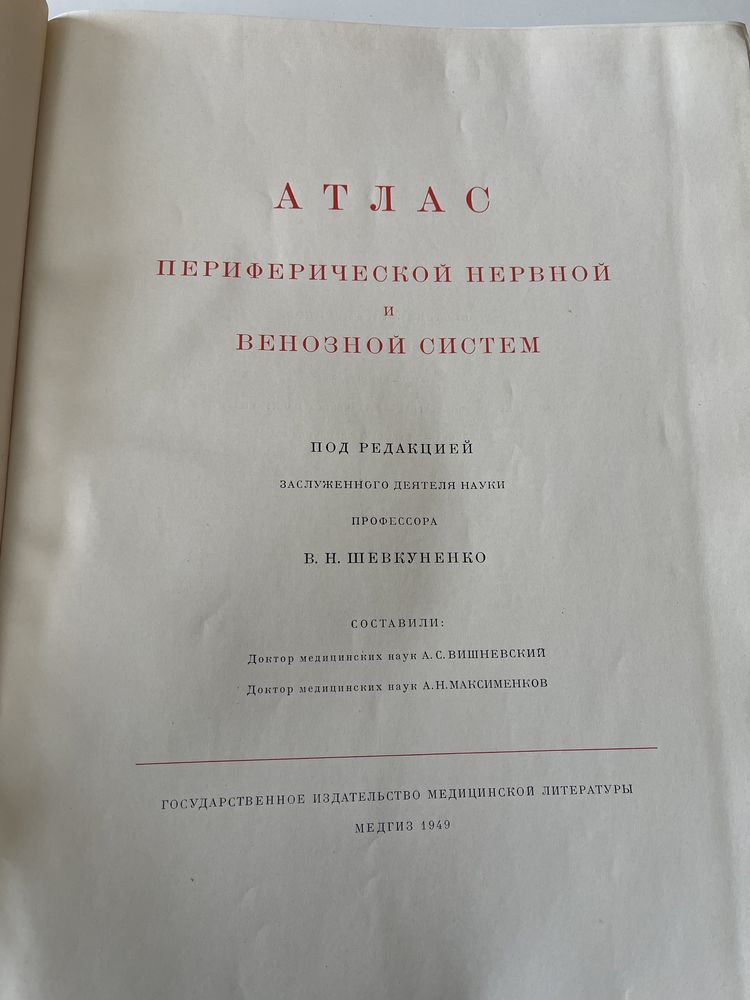 АТЛАС
ПЕРИФЕРИЧЕСКОЙ НЕРВНОЙ
И
ВЕНОЗНОЙ СИСТЕМ
ПОД РЕДАКЦИЕЙ
ЗАСЛУЖЕННОГО ДЕЯТЕЛЯ НАУКИ
ПРОФЕССОРА
В. Н. ШЕВКУНЕНКО
СОСТАВИЛИ:
Доктор медицинских наук А.С.ВИШНЕВСКИЙ
Доктор медицинских наук А.Н.МАКСИМЕНКОВ
ГОСУДАРСТВЕННОЕ ИЗДАТЕЛЬСТВО МЕДИЦИНСКОЙ ЛИТЕРАТУРЫ
МЕДГИЗ 1949